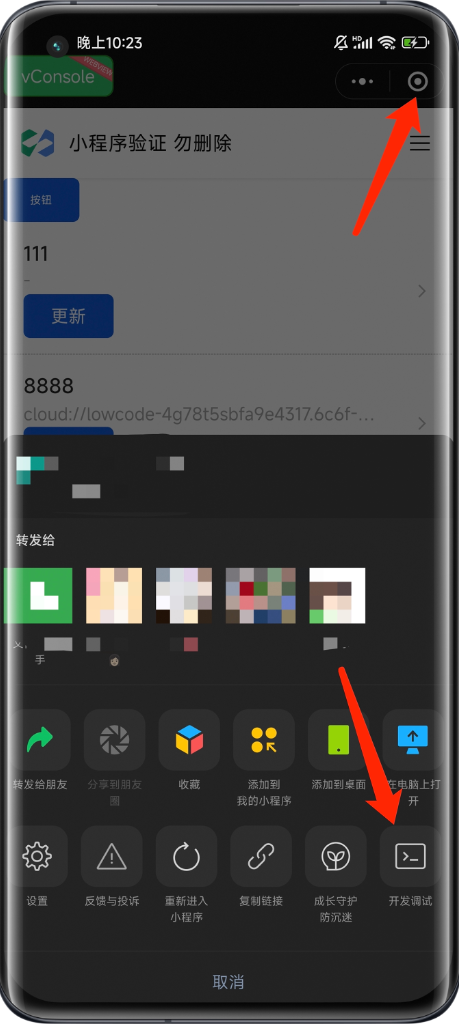 晚上10:23
HD
vConsole
WEBVIEW
小程序验证 勿删除
按钮
111
-
更新
8888
cloud://lowcode-4g78t5sbfa9e4317.6c6f-...
转发给
手
转发给朋友
分享到朋友
圈
收藏
添加到
我的小程序
添加到桌面
在电脑上打
开
设置
反馈与投诉
重新进入
小程序
复制链接
成长守护
防沉迷
开发调试
取消